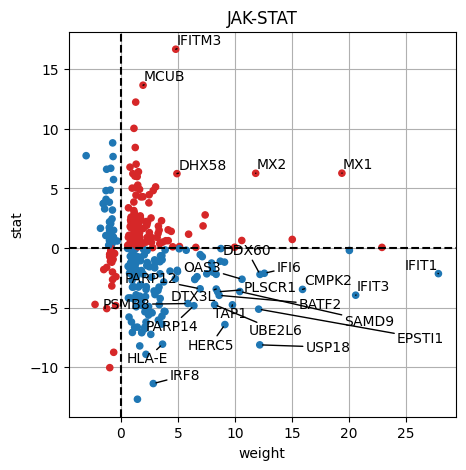 JAK-STAT
IFITM3
MCUB
DHX58
MX2
MX1
DDX60
OAS3
IFI6
IFIT1
PARP12
CMPK2
PLSCR1
IFIT3
DTX3L
PSMB8
BATF2
TAP1
SAMD9
PARP14
UBE2L6
EPSTI1
HERC5
USP18
HLA-E
IRF8
15
10
5
0
−5
−10
stat
0
5
10
15
20
25
weight